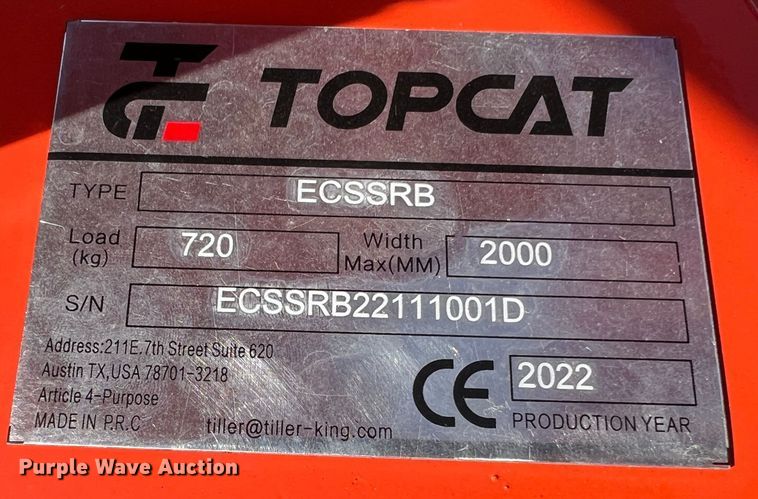 TOPCAT
TYPE ECSSRB
Load (kg) 720 Width Max(MM) 2000
S/N ECSSRB22111001D
Address:211E.7th Street Suite 620
Austin TX,USA 78701-3218
Article 4-Purpose
MADE IN P.R.C tiller@tiller-king.com
CE 2022
PRODUCTION YEAR
Purple Wave Auction